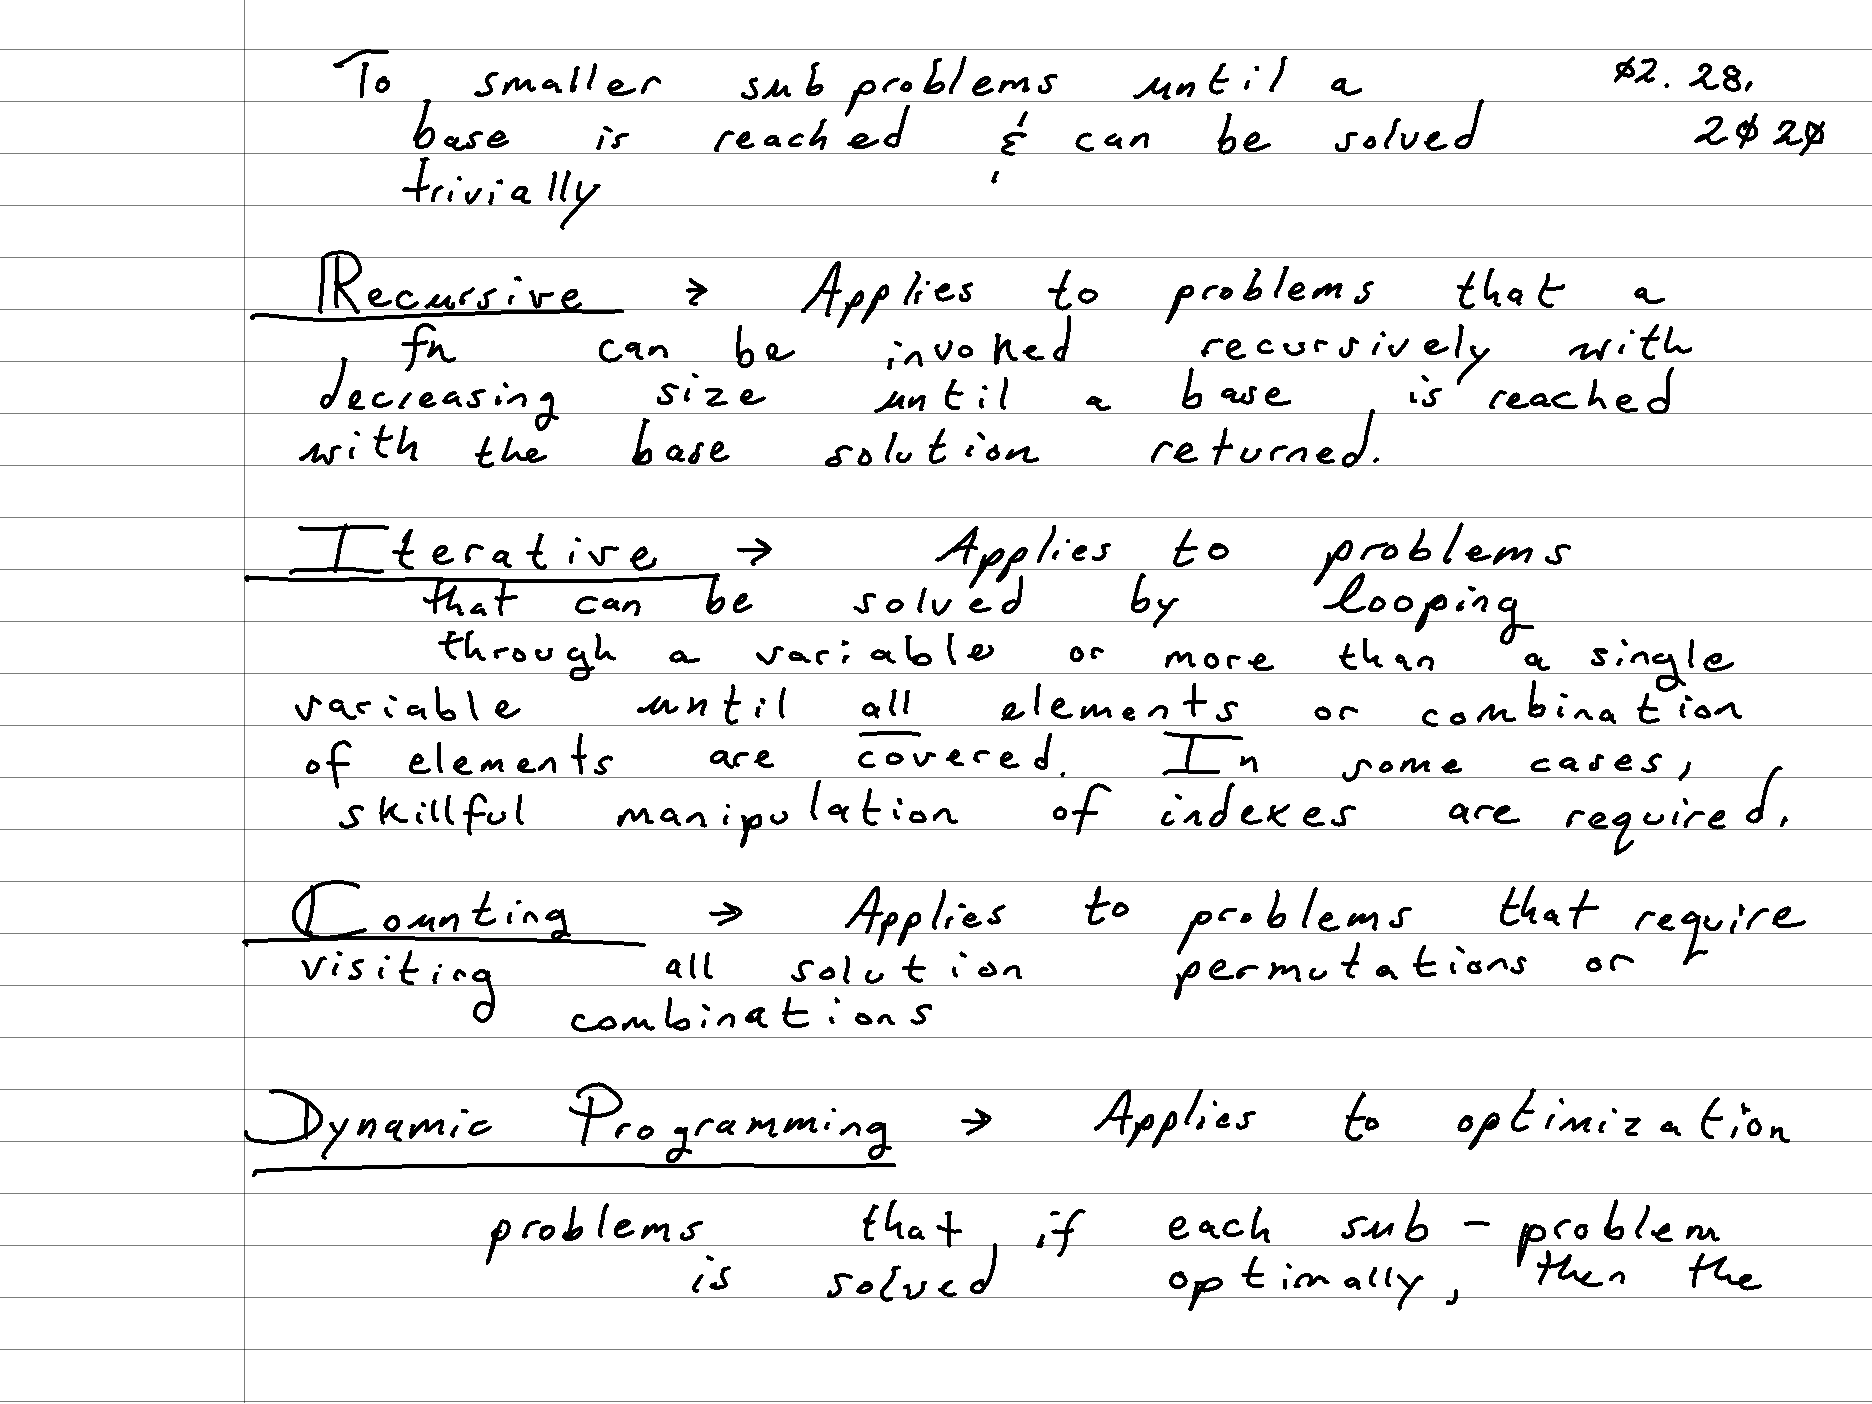 To smaller subproblems until a 02. 28.
base is reached & can be solved 2020
trivially
Recursive → Applies to problems that a
fn can be invoked recursively with
decreasing size until a base is reached
with the base solution returned.
Iterative → Applies to problems
that can be solved by looping
through a variable or more than a single
variable until all elements or combination
of elements are covered. In some cases,
skillful manipulation of indexes are required.
Counting → Applies to problems that require
visiting all solution permutations or
combinations
Dynamic Programming → Applies to optimization
problems that if each sub-problem
is solved optimally, then the